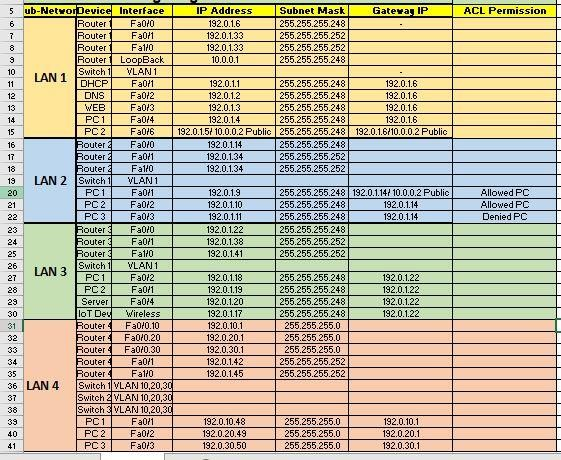 5 ub-Networ Device Interface IP Address Subnet Mask Gateway IP ACL Permission
6 Router 1 Fa0/0 192.0.1.6 255.255.255.248 -
7 Router 1 Fa0/1 192.0.1.33 255.255.255.252
8 Router 1 Fa1/0 192.0.1.33 255.255.255.252
9 Router 1 LoopBack 10.0.0.1 255.255.255.248
10 Switch 1 VLAN 1 -
11 LAN 1 DHCP Fa0/1 192.0.1.1 255.255.255.248 192.0.1.6
12 DNS Fa0/2 192.0.1.2 255.255.255.248 192.0.1.6
13 WEB Fa0/3 192.0.1.3 255.255.255.248 192.0.1.6
14 PC 1 Fa0/4 192.0.1.4 255.255.255.248 192.0.1.6
15 PC 2 Fa0/6 192.0.1.5/ 10.0.0.2 Public 255.255.255.248 192.0.1.6/10.0.0.2 Public
16 Router 2 Fa0/0 192.0.1.14 255.255.255.248
17 Router 2 Fa0/1 192.0.1.34 255.255.255.252
18 Router 2 Fa1/0 192.0.1.34 255.255.255.252
19 LAN 2 Switch 1 VLAN 1
20 PC 1 Fa0/1 192.0.1.9 255.255.255.248 192.0.1.14/ 10.0.0.2 Public Allowed PC
21 PC 2 Fa0/2 192.0.1.10 255.255.255.248 192.0.1.14 Allowed PC
22 PC 3 Fa0/3 192.0.1.11 255.255.255.248 192.0.1.14 Denied PC
23 Router 3 Fa0/0 192.0.1.22 255.255.255.248
24 Router 3 Fa0/1 192.0.1.38 255.255.255.252
25 Router 3 Fa1/0 192.0.1.41 255.255.255.252
26 LAN 3 Switch 1 VLAN 1
27 PC 1 Fa0/2 192.0.1.18 255.255.255.248 192.0.1.22
28 PC 2 Fa0/1 192.0.1.19 255.255.255.248 192.0.1.22
29 Server Fa0/4 192.0.1.20 255.255.255.248 192.0.1.22
30 IoT Dev Wireless 192.0.1.17 255.255.255.248 192.0.1.22
31 Router 4 Fa0/0.10 192.0.10.1 255.255.255.0
32 Router 4 Fa0/0.20 192.0.20.1 255.255.255.0
33 Router 4 Fa0/0.30 192.0.30.1 255.255.255.0
34 Router 4 Fa0/1 192.0.1.42 255.255.255.252
35 Router 4 Fa1/0 192.0.1.45 255.255.255.252
36 LAN 4 Switch 1 VLAN 10,20,30
37 Switch 2 VLAN 10,20,30
38 Switch 3 VLAN 10,20,30
39 PC 1 Fa0/1 192.0.10.48 255.255.255.0 192.0.10.1
40 PC 2 Fa0/2 192.0.20.49 255.255.255.0 192.0.20.1
41 PC 3 Fa0/3 192.0.30.50 255.255.255.0 192.0.30.1